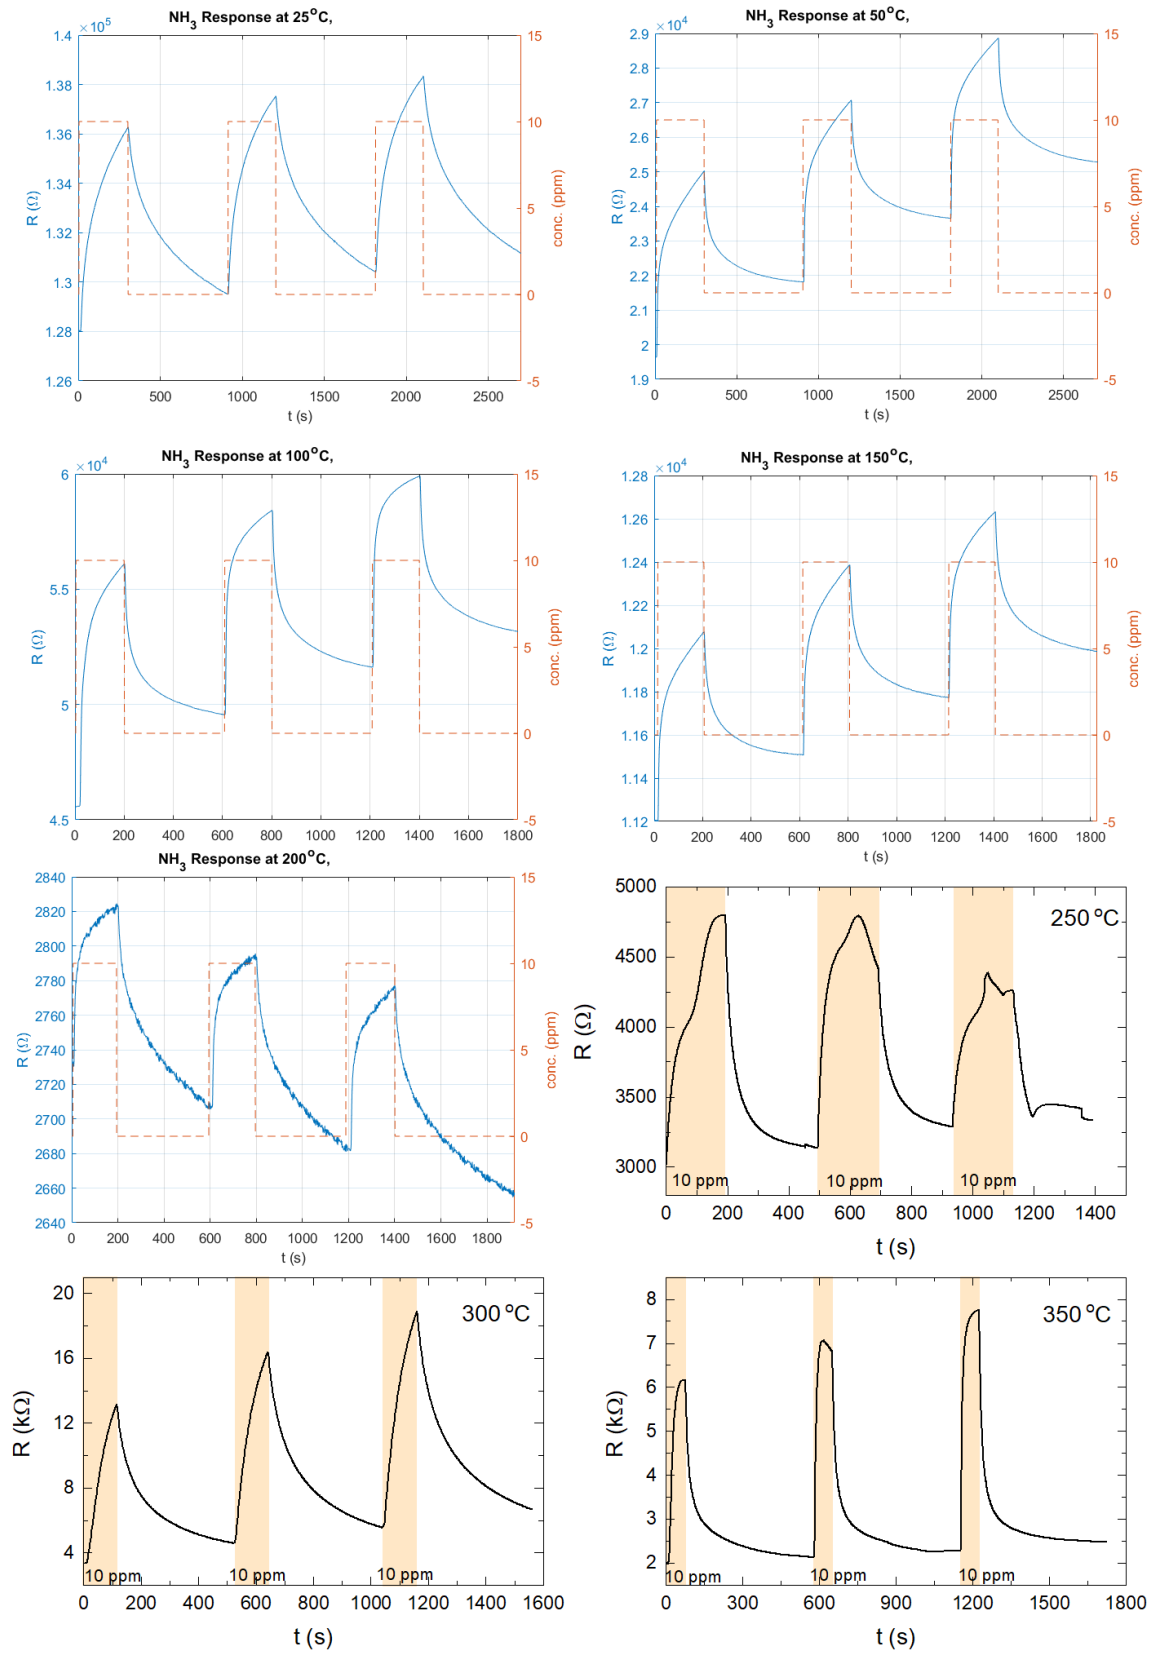 NH3 Response at 25°C,
×10^5
1.4
1.38
1.36
1.34
1.32
1.3
1.28
1.26
R (Ω)
15
10
5
0
-5
conc. (ppm)
0 500 1000 1500 2000 2500
t (s)
NH3 Response at 50°C,
×10^4
2.9
2.8
2.7
2.6
2.5
2.4
2.3
2.2
2.1
2
1.9
R (Ω)
15
10
5
0
-5
conc. (ppm)
0 500 1000 1500 2000 2500
t (s)
NH3 Response at 100°C,
×10^4
6
5.5
5
4.5
R (Ω)
15
10
5
0
-5
conc. (ppm)
0 200 400 600 800 1000 1200 1400 1600 1800
NH3 Response at 150°C,
×10^4
1.28
1.26
1.24
1.22
1.2
1.18
1.16
1.14
1.12
R (Ω)
15
10
5
0
-5
conc. (ppm)
0 200 400 600 800 1000 1200 1400 1600 1800
t (s)
NH3 Response at 200°C,
2840
2820
2800
2780
2760
2740
2720
2700
2680
2660
2640
R (Ω)
15
10
5
0
-5
conc. (ppm)
0 200 400 600 800 1000 1200 1400 1600 1800
t (s)
250 °C
5000
4500
4000
3500
3000
R (Ω)
10 ppm 10 ppm 10 ppm
0 200 400 600 800 1000 1200 1400
t (s)
300 °C
20
16
12
8
4
R (kΩ)
10 ppm 10 ppm 10 ppm
0 200 400 600 800 1000 1200 1400 1600
t (s)
350 °C
8
7
6
5
4
3
2
R (kΩ)
10 ppm 10 ppm 10 ppm
0 300 600 900 1200 1500 1800
t (s)